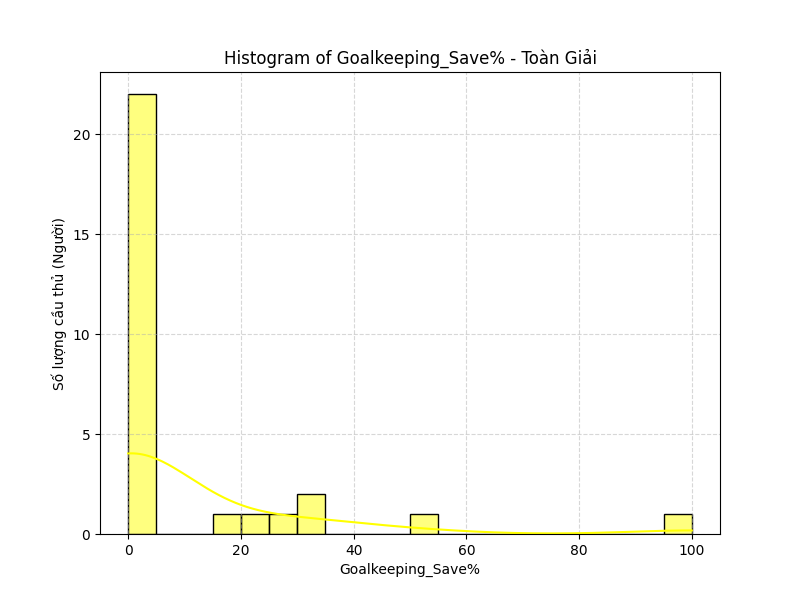 Histogram of Goalkeeping_Save% - Toàn Giải
Số lượng cầu thủ (Người)
20
15
10
5
0
0 20 40 60 80 100
Goalkeeping_Save%